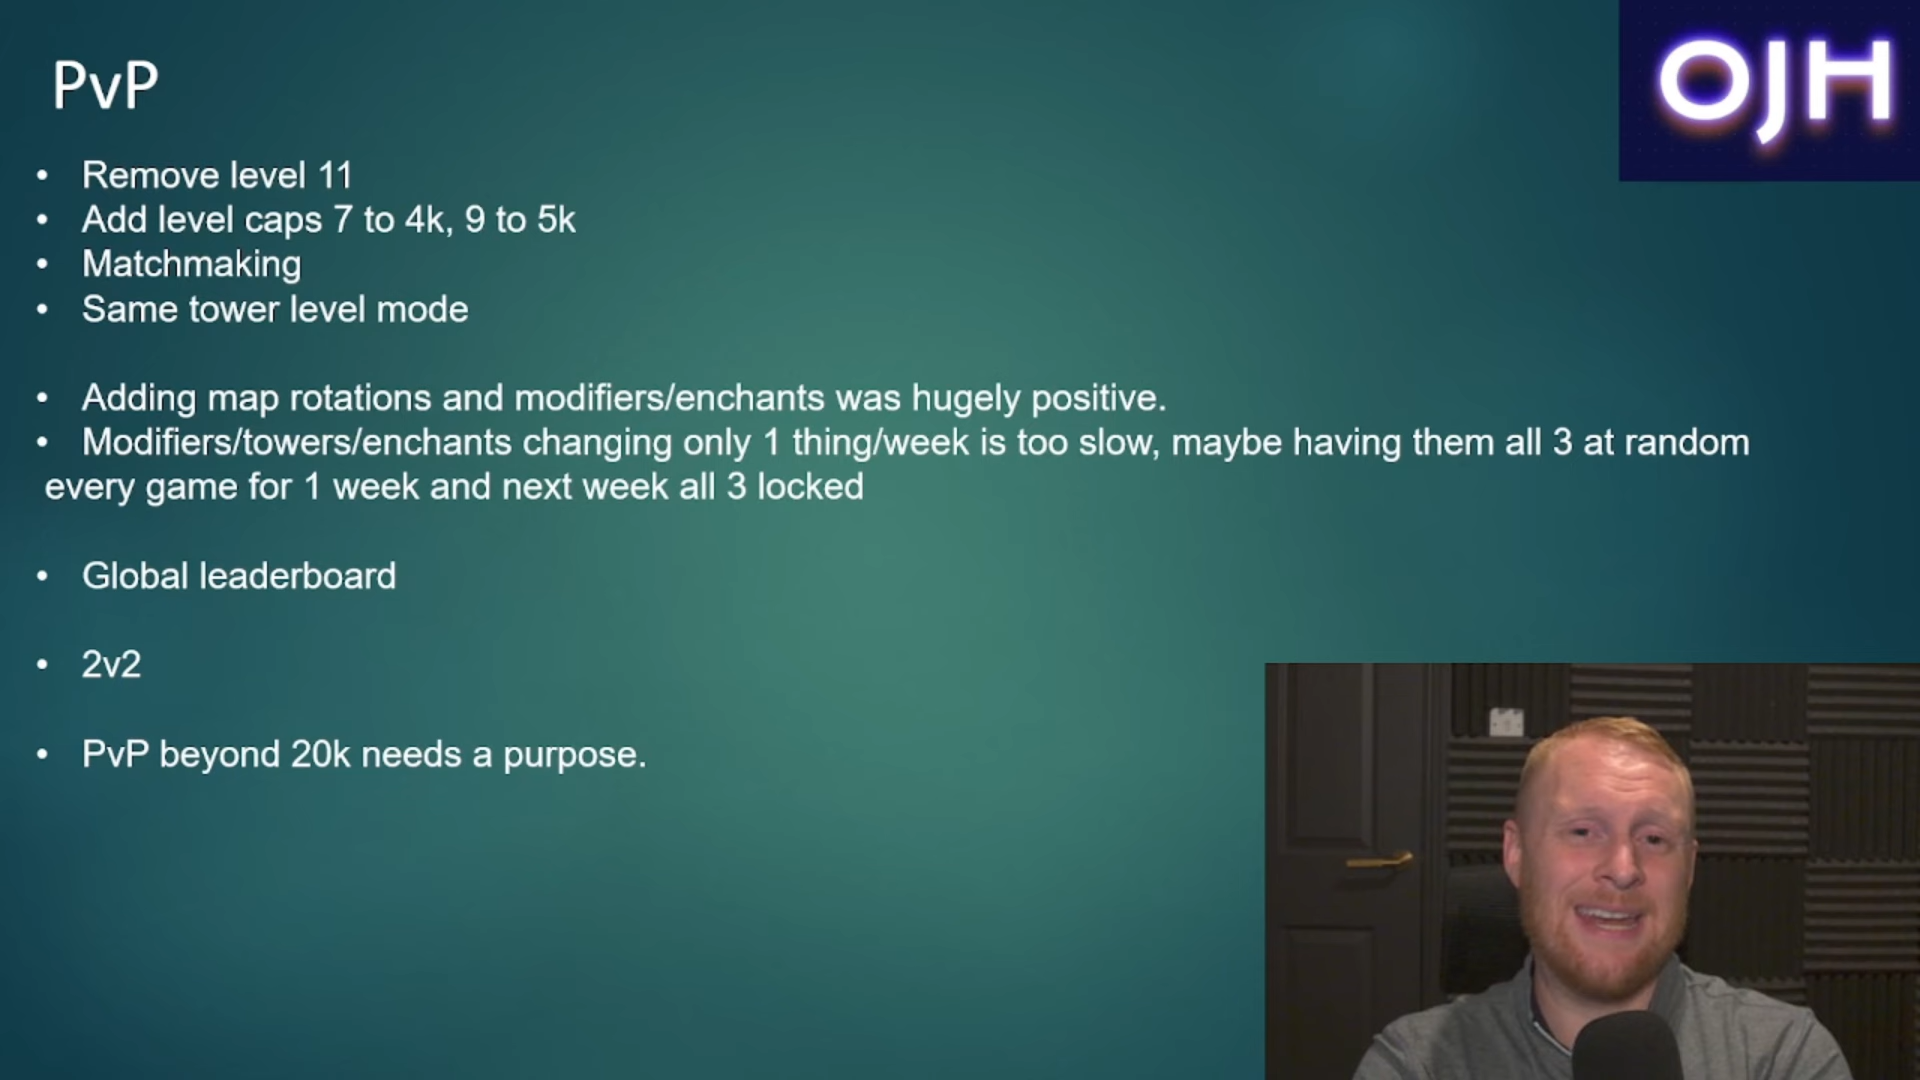 OJH
PvP
• Remove level 11
• Add level caps 7 to 4k, 9 to 5k
• Matchmaking
• Same tower level mode
• Adding map rotations and modifiers/enchants was hugely positive.
• Modifiers/towers/enchants changing only 1 thing/week is too slow, maybe having them all 3 at random
every game for 1 week and next week all 3 locked
• Global leaderboard
• 2v2
• PvP beyond 20k needs a purpose.